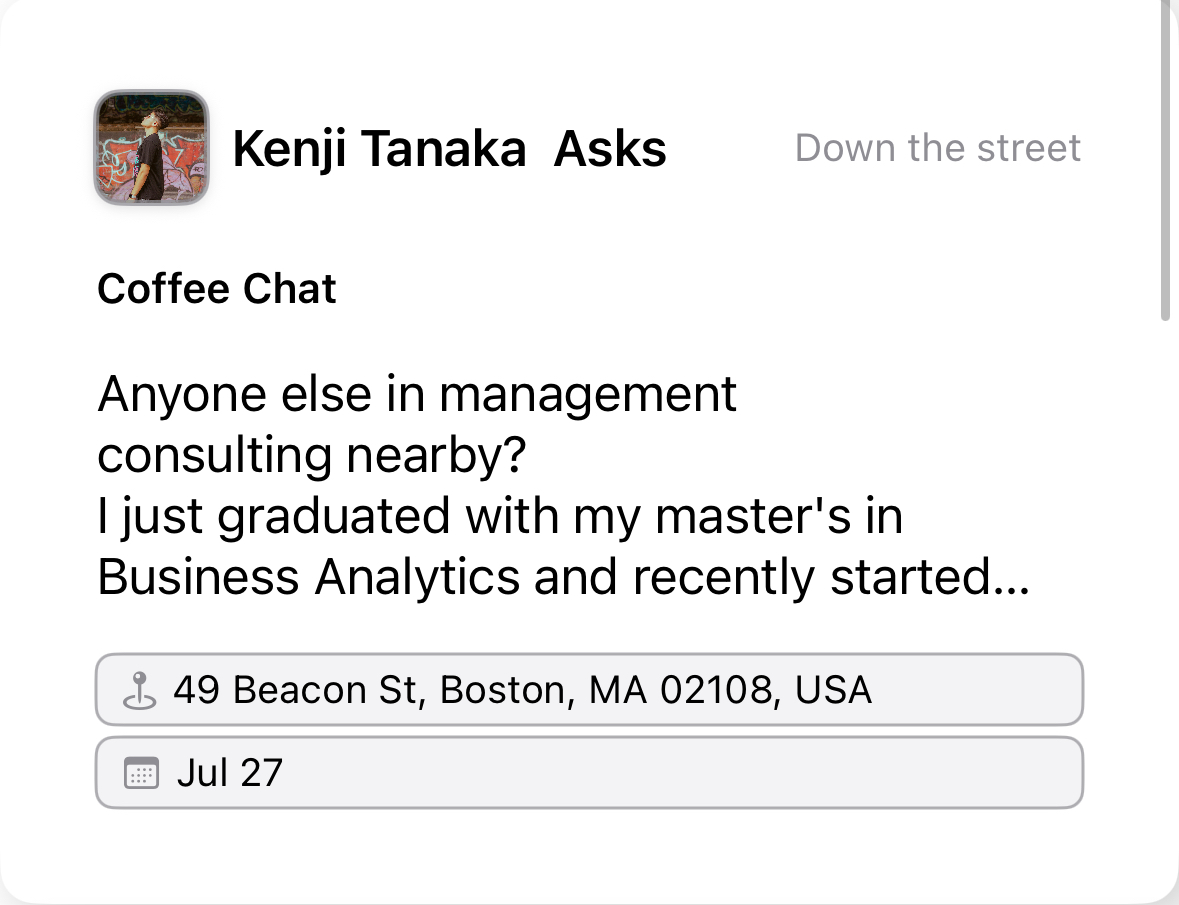 Kenji Tanaka Asks
Down the street
Coffee Chat
Anyone else in management
consulting nearby?
I just graduated with my master's in
Business Analytics and recently started...
49 Beacon St, Boston, MA 02108, USA
Jul 27